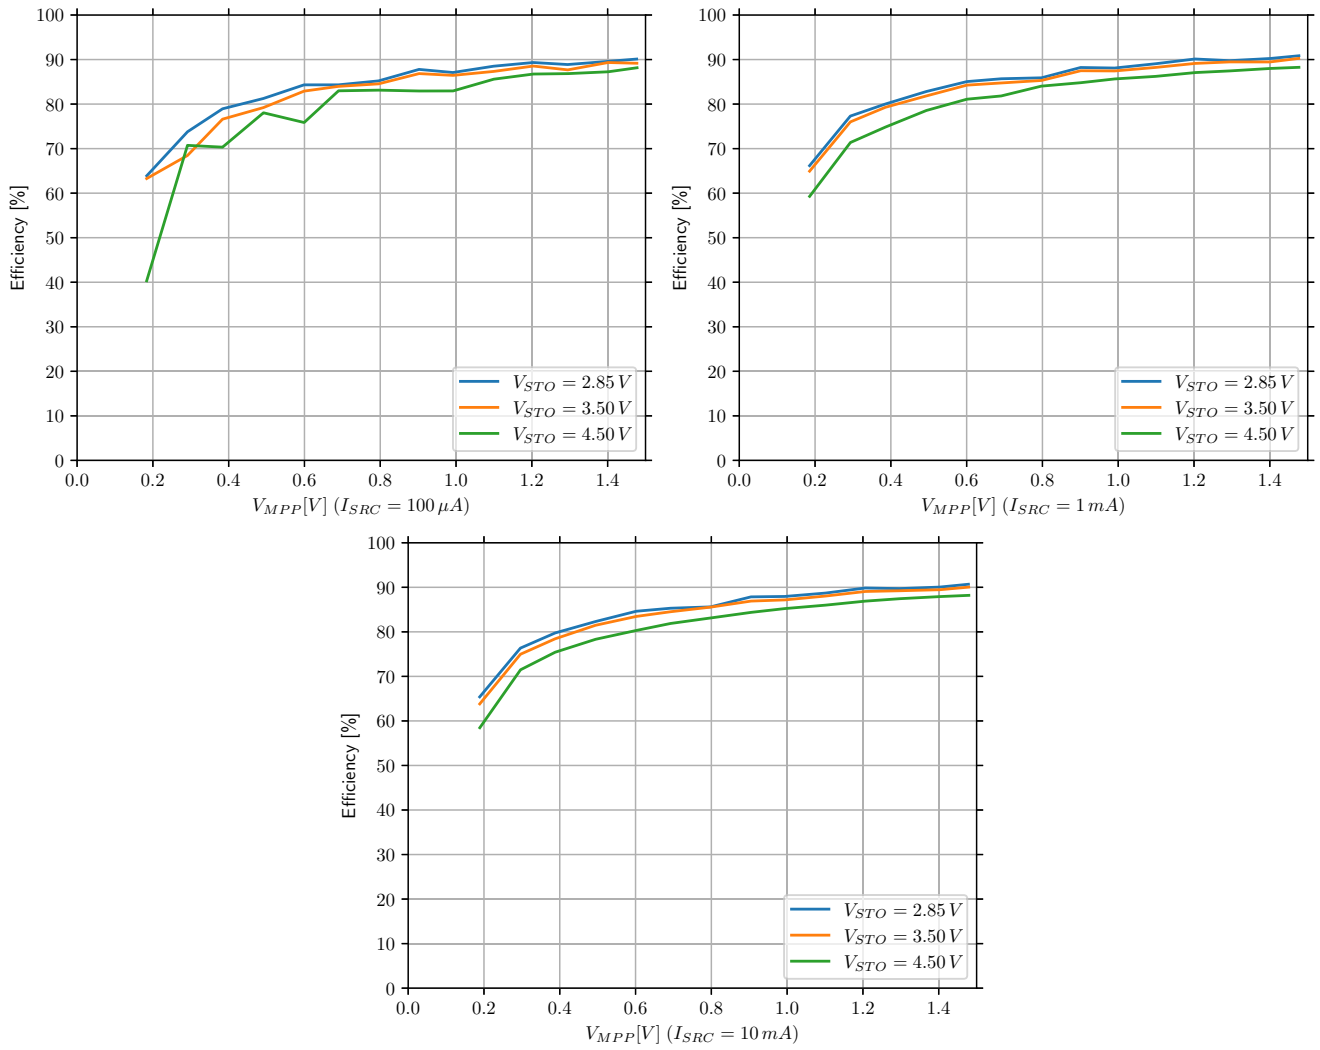 100
90
80
70
60
50
40
30
20
10
0
Efficiency [%]
0.0 0.2 0.4 0.6 0.8 1.0 1.2 1.4
V_MPP[V] (I_SRC = 100 μA)
V_STO = 2.85 V
V_STO = 3.50 V
V_STO = 4.50 V
100
90
80
70
60
50
40
30
20
10
0
Efficiency [%]
0.0 0.2 0.4 0.6 0.8 1.0 1.2 1.4
V_MPP[V] (I_SRC = 1 mA)
V_STO = 2.85 V
V_STO = 3.50 V
V_STO = 4.50 V
100
90
80
70
60
50
40
30
20
10
0
Efficiency [%]
0.0 0.2 0.4 0.6 0.8 1.0 1.2 1.4
V_MPP[V] (I_SRC = 10 mA)
V_STO = 2.85 V
V_STO = 3.50 V
V_STO = 4.50 V